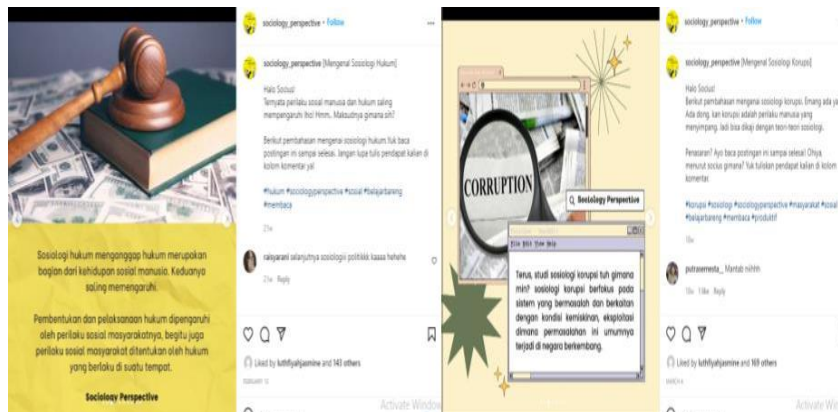 Sosiologi hukum menganggap hukum merupakan
bagian dari kehidupan sosial manusia. Keduanya
saling memengaruhi.
Pembentukan dan pelaksanaan hukum dipengaruhi
oleh perilaku sosial masyarakatnya, begitu juga
perilaku sosial masyarakat ditentukan oleh hukum
yang berlaku di suatu tempat.
Sociology Perspective
sociology_perspective • Follow
sociology_perspective [Mengenal Sosiologi Hukum]
Halo Socius!
Ternyata perilaku sosial manusia dan hukum saling
mempengaruhi lho! Hmm.. Maksudnya gimana sih?
Berikut pembahasan mengenai sosiologi hukum Yuk baca
postingan ini sampai selesai. Jangan lupa tulis pendapat kalian di
kolom komentar ya!
#hukum #sociologyperspective #sosial #belajarbareng
#membaca
21w
rainyarani selanjutnya sosiologiii politikkk kaaaa hehehe
21w Reply
Liked by luthfiyahjasmine and 143 others
FEBRUARY
Activate Window
CORRUPTION
Sociology Perspective
File Edit View Help
Terus, studi sosiologi korupsi tuh gimana
min? sosiologi korupsi berfokus pada
sistem yang bermasalah dan berkaitan
dengan kondisi kemiskinan, eksploitasi
dimana permasalahan ini umumnya
terjadi di negara berkembang.
sociology_perspective • Follow
sociology_perspective [Mengenal Sosiologi Korupsi]
Halo Socius!
Berikut pembahasan mengenai sosiologi korupsi. Emang ada ya
Ada dong, kan korupsi adalah perilaku manusia yang
menyimpang. Jadi bisa dikaji dengan teori-teori sosiologi.
Penasaran? Ayo baca postingan ini sampai selesai! Ohiya,
menurut socius gimana? Yuk tuliskan pendapat kalian di kolom
komentar.
#korupsi #sosiologi #sociologyperspective #masyarakat #sosial
#belajarbareng #membaca #produktif
putraserneeta_ Mantab nihhh
Reply
Liked by luthfiyahjasmine and 169 others
MARCH
Activate Wi